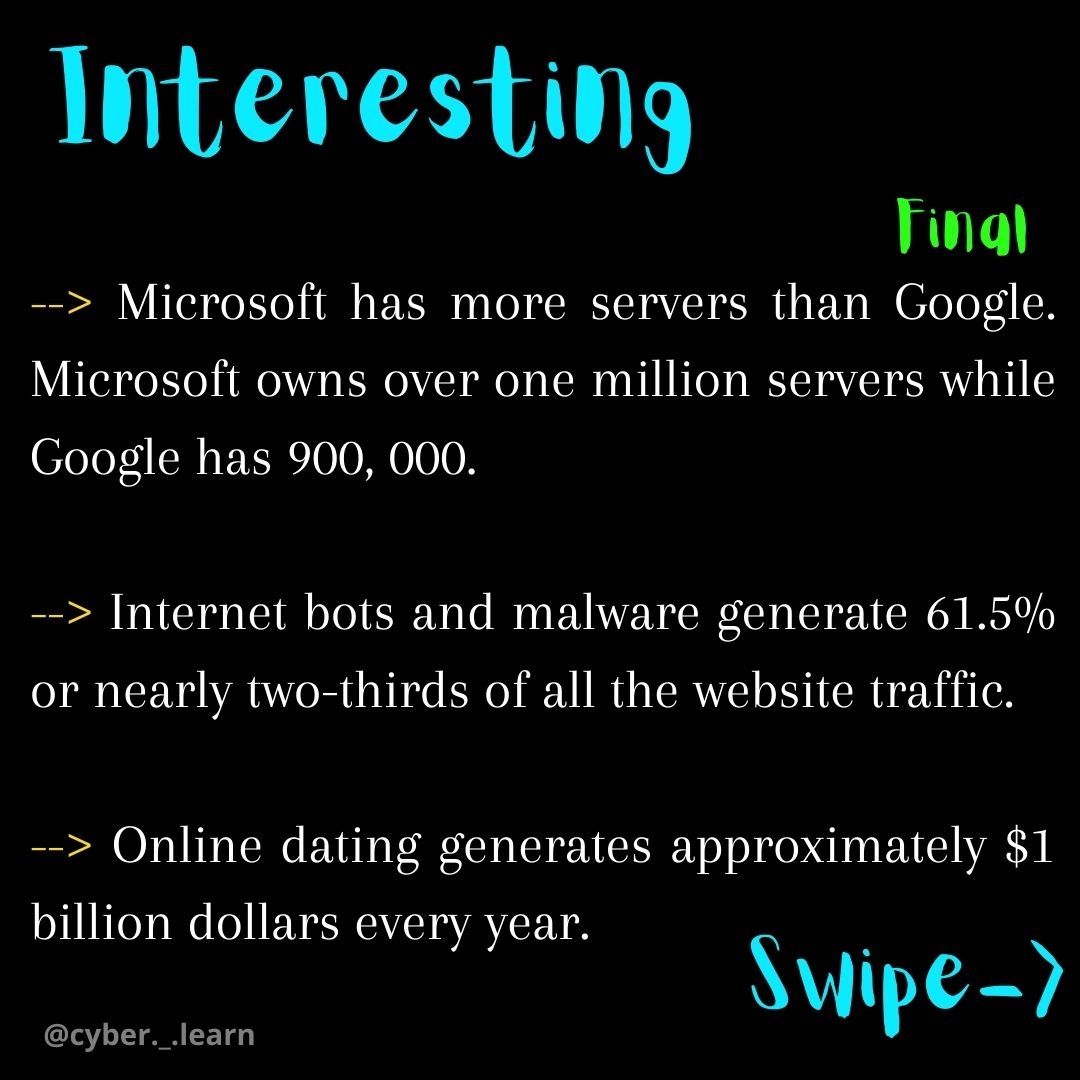 Interesting
Final
--> Microsoft has more servers than Google.
Microsoft owns over one million servers while
Google has 900, 000.
--> Internet bots and malware generate 61.5%
or nearly two-thirds of all the website traffic.
--> Online dating generates approximately $1
billion dollars every year.
Swipe->
@cyber._.learn